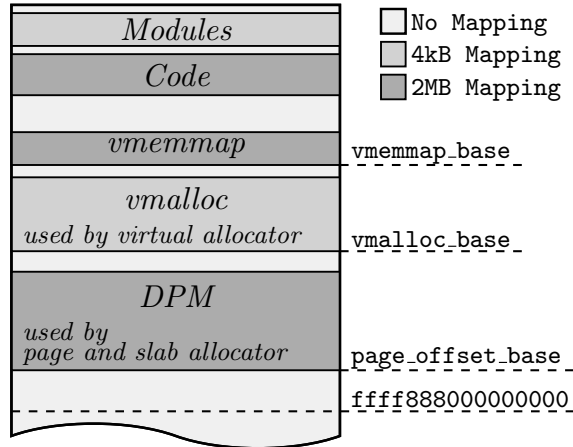 Modules
No Mapping
4kB Mapping
Code
2MB Mapping
vmemmap
vmemmap_base
vmalloc
used by virtual allocator
vmalloc_base
DPM
used by
page and slab allocator
page_offset_base
ffff888000000000